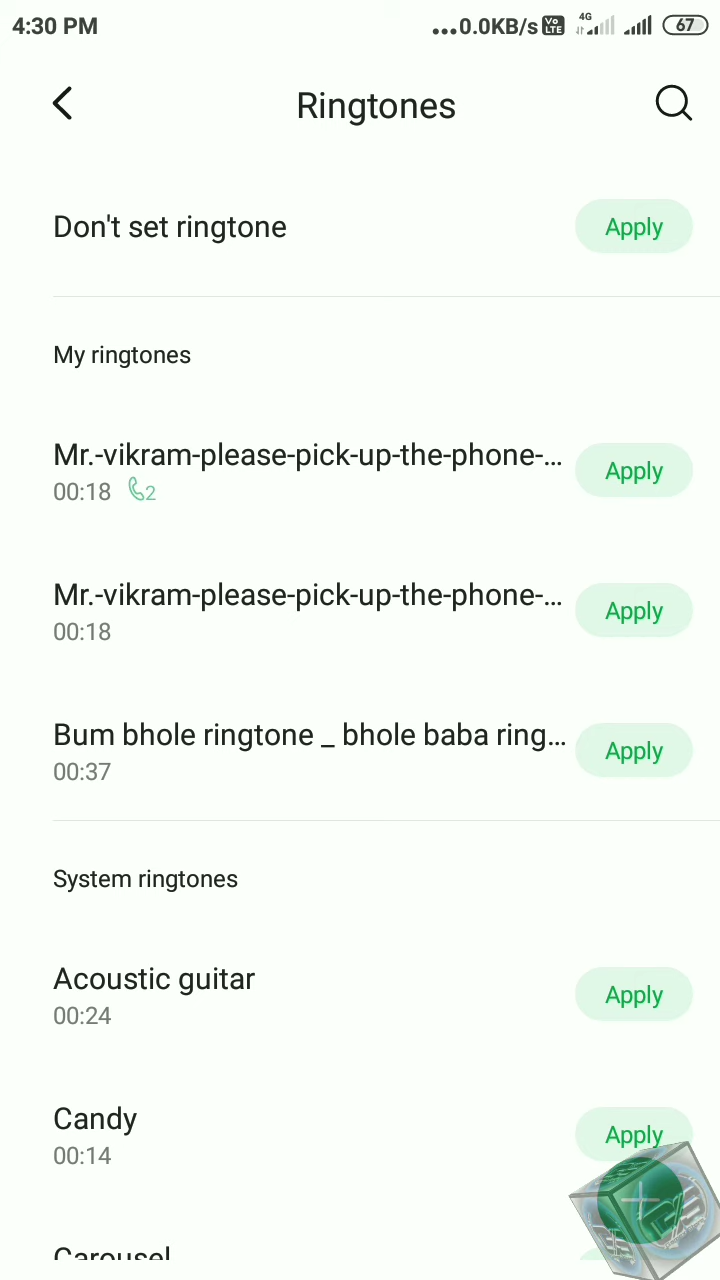 4:30 PM
...0.0KB/s Vo LTE 4G 67
Ringtones
Don't set ringtone Apply
My ringtones
Mr.-vikram-please-pick-up-the-phone-... Apply
00:18 2
Mr.-vikram-please-pick-up-the-phone-... Apply
00:18
Bum bhole ringtone _ bhole baba ring... Apply
00:37
System ringtones
Acoustic guitar Apply
00:24
Candy Apply
00:14
Carousel